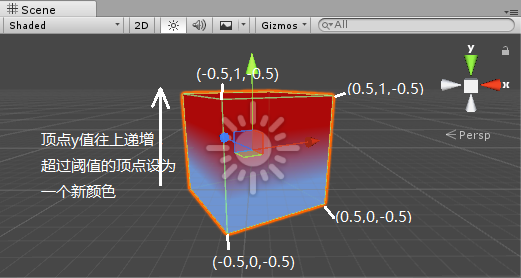 Scene
Shaded 2D Gizmos All
y
x
Persp
(-0.5,1,-0.5)
(0.5,1,-0.5)
顶点y值往上递增
超过阈值的顶点设为
一个新颜色
(0.5,0,-0.5)
(-0.5,0,-0.5)